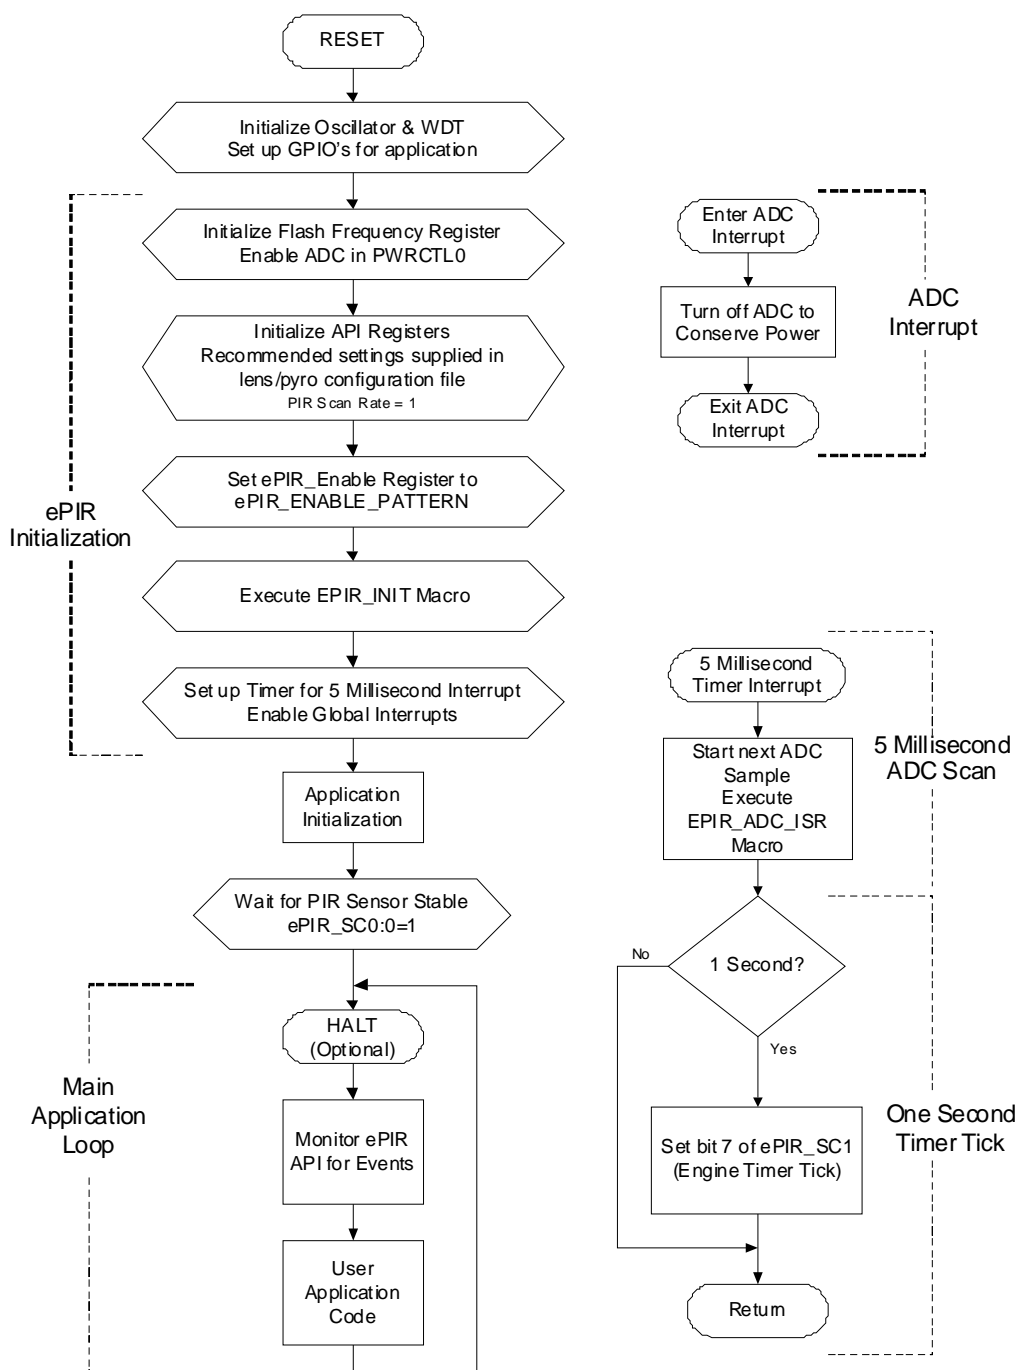 RESET
Initialize Oscillator & WDT
Set up GPIO's for application
Initialize Flash Frequency Register
Enable ADC in PWRCTL0
Initialize API Registers
Recommended settings supplied in
lens/pyro configuration file
PIR Scan Rate = 1
Set ePIR_Enable Register to
ePIR_ENABLE_PATTERN
ePIR
Initialization
Execute EPIR_INIT Macro
Set up Timer for 5 Millisecond Interrupt
Enable Global Interrupts
Application
Initialization
Wait for PIR Sensor Stable
ePIR_SC0:0=1
HALT
(Optional)
Main
Application
Loop
Monitor ePIR
API for Events
User
Application
Code
Enter ADC
Interrupt
Turn off ADC to
Conserve Power
Exit ADC
Interrupt
ADC
Interrupt
5 Millisecond
Timer Interrupt
Start next ADC
Sample
Execute
EPIR_ADC_ISR
Macro
5 Millisecond
ADC Scan
1 Second?
No
Yes
Set bit 7 of ePIR_SC1
(Engine Timer Tick)
One Second
Timer Tick
Return